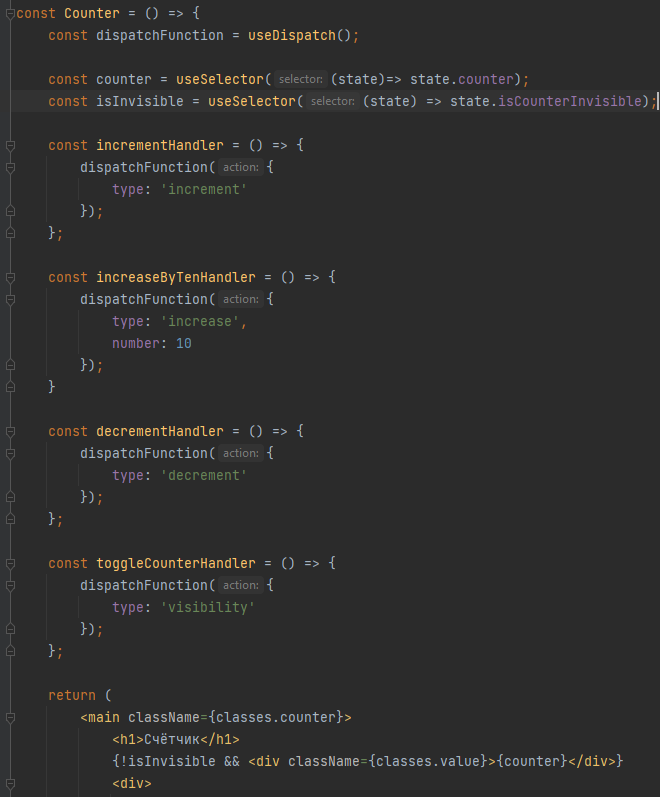 const Counter = () => {
const dispatchFunction = useDispatch();
const counter = useSelector( selector: (state)=> state.counter);
const isInvisible = useSelector( selector: (state) => state.isCounterInvisible);
const incrementHandler = () => {
dispatchFunction( action: {
type: 'increment'
});
};
const increaseByTenHandler = () => {
dispatchFunction( action: {
type: 'increase',
number: 10
});
}
const decrementHandler = () => {
dispatchFunction( action: {
type: 'decrement'
});
};
const toggleCounterHandler = () => {
dispatchFunction( action: {
type: 'visibility'
});
};
return (
<main className={classes.counter}>
<h1>Счётчик</h1>
{!isInvisible && <div className={classes.value}>{counter}</div>}
<div>